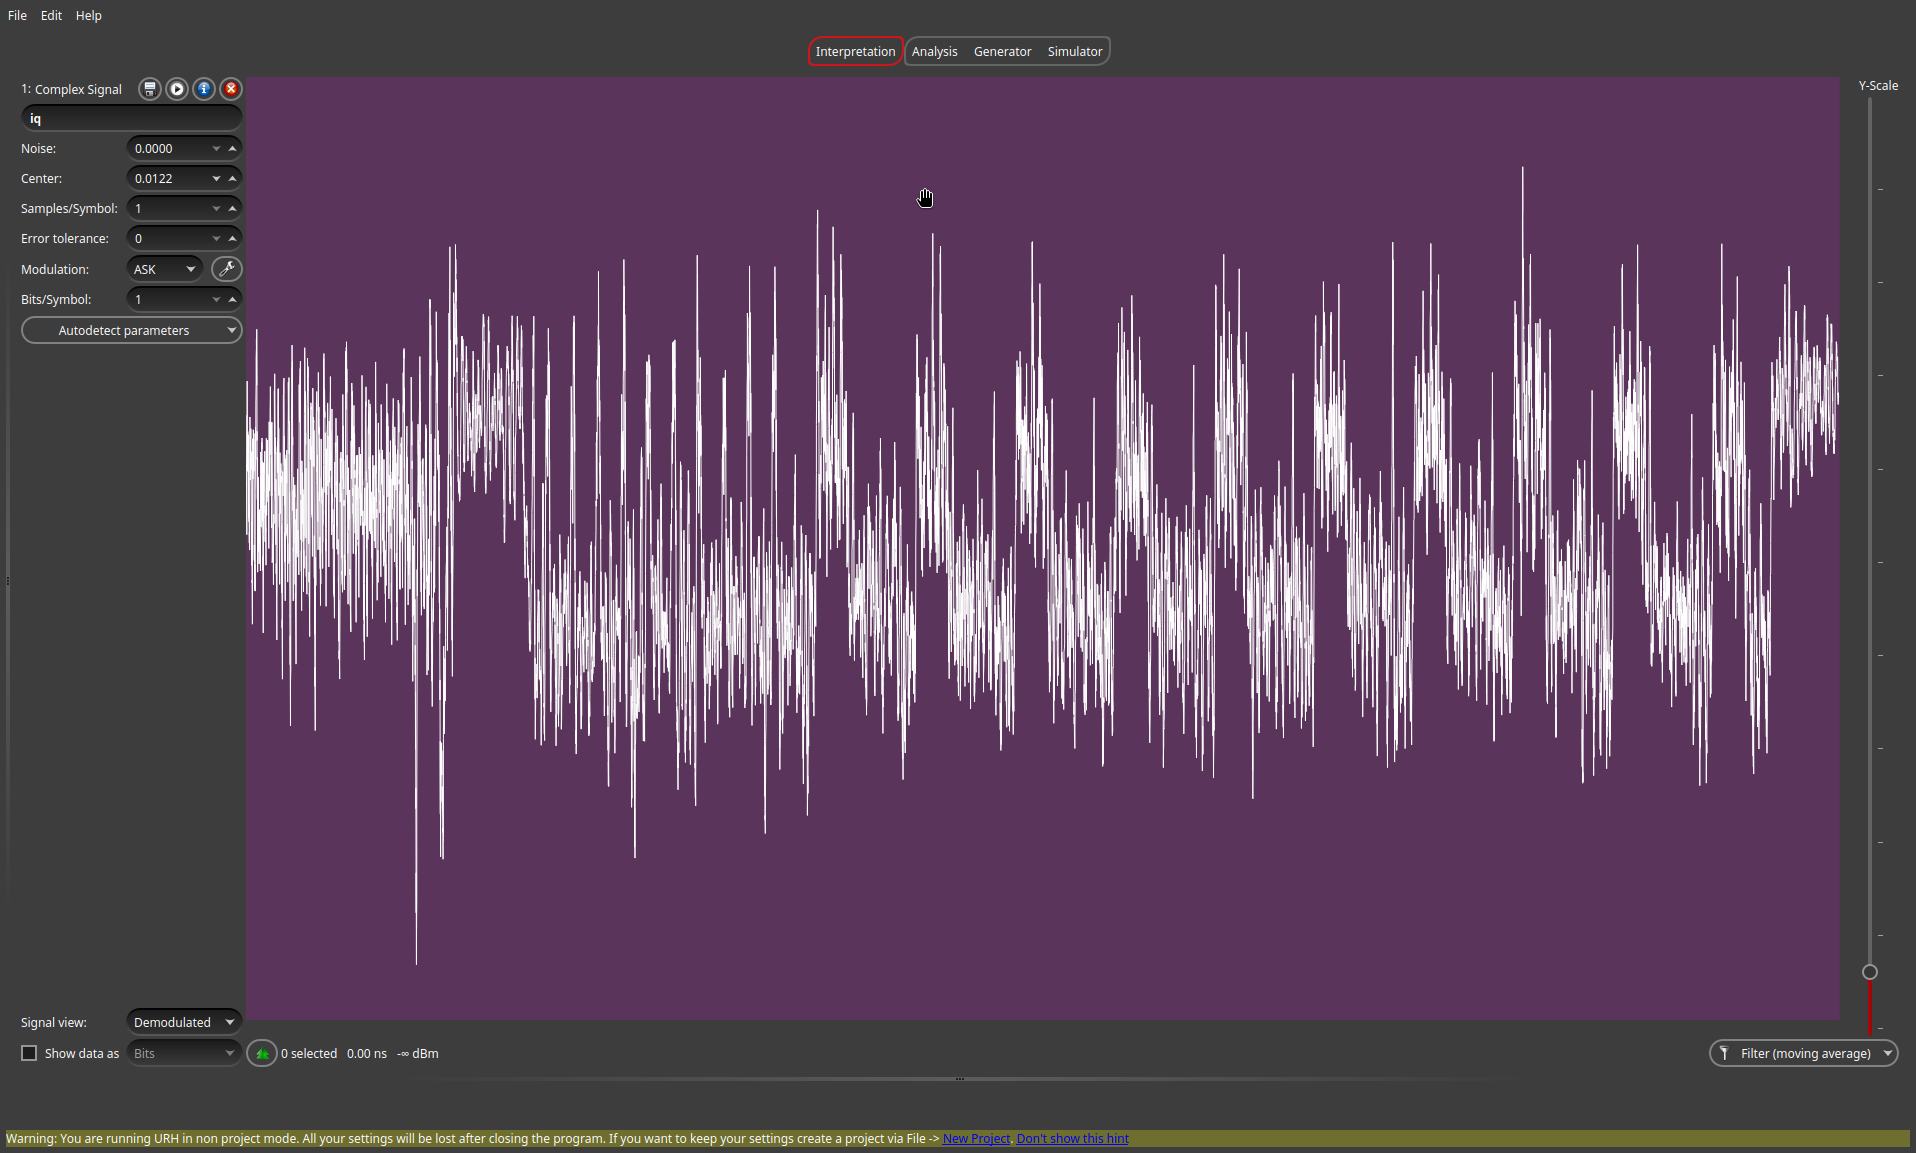 File Edit Help
Interpretation Analysis Generator Simulator
1: Complex Signal
Y-Scale
iq
Noise: 0.0000
Center: 0.0122
Samples/Symbol: 1
Error tolerance: 0
Modulation: ASK
Bits/Symbol: 1
Autodetect parameters
Signal view: Demodulated
Show data as Bits 0 selected 0.00 ns -∞ dBm Filter (moving average)
Warning: You are running URH in non project mode. All your settings will be lost after closing the program. If you want to keep your settings create a project via File -> New Project. Don't show this hint